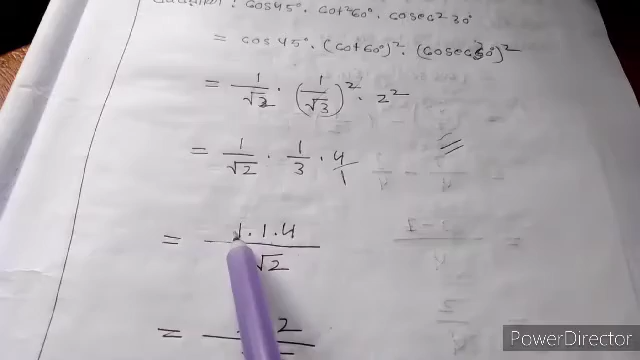 cos45°. cot²60°. cosec²30°
= cos 45°. (cot 60°)². (cosec30°)²
= 1/√2 . (1/√3)² . 2²
= 1/√2 . 1/3 . 4/1
= 1.1.4 / √2
= 2
PowerDirector